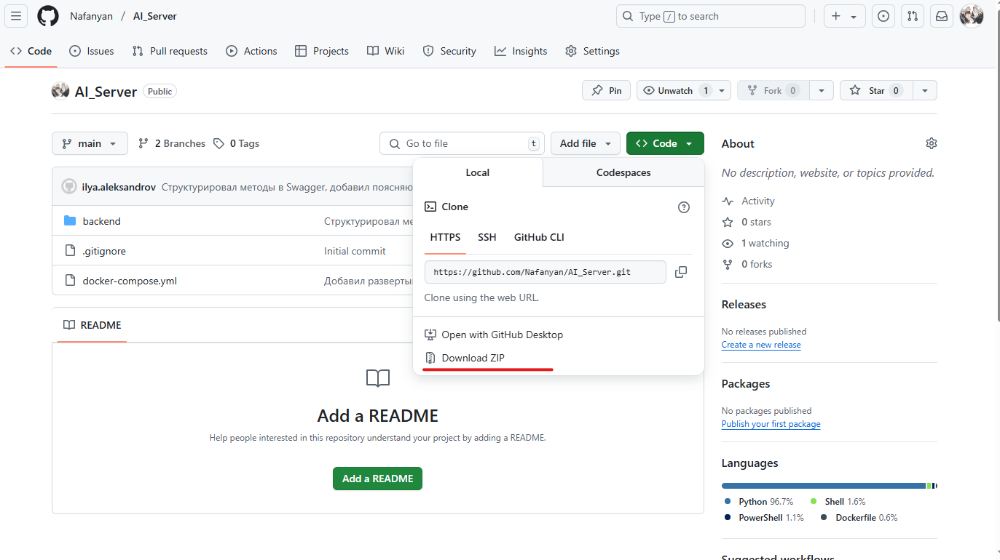 Nafanyan / AI_Server
Type / to search
Code Issues Pull requests Actions Projects Wiki Security Insights Settings
AI_Server Public
Pin Unwatch 1 Fork 0 Star 0
main 2 Branches 0 Tags
Go to file t
Add file Code
Local Codespaces
Clone
HTTPS SSH GitHub CLI
https://github.com/Nafanyan/AI_Server.git
Clone using the web URL.
Open with GitHub Desktop
Download ZIP
ilya.aleksandrov Структурировал методы в Swagger, добавил поясняю
backend Структурировал ме
.gitignore Initial commit
docker-compose.yml Добавил разверты
README
Add a README
Help people interested in this repository understand your project by adding a README.
Add a README
About
No description, website, or topics provided.
Activity
0 stars
1 watching
0 forks
Releases
No releases published
Create a new release
Packages
No packages published
Publish your first package
Languages
Python 96.7% Shell 1.6%
PowerShell 1.1% Dockerfile 0.6%
Suggested workflows